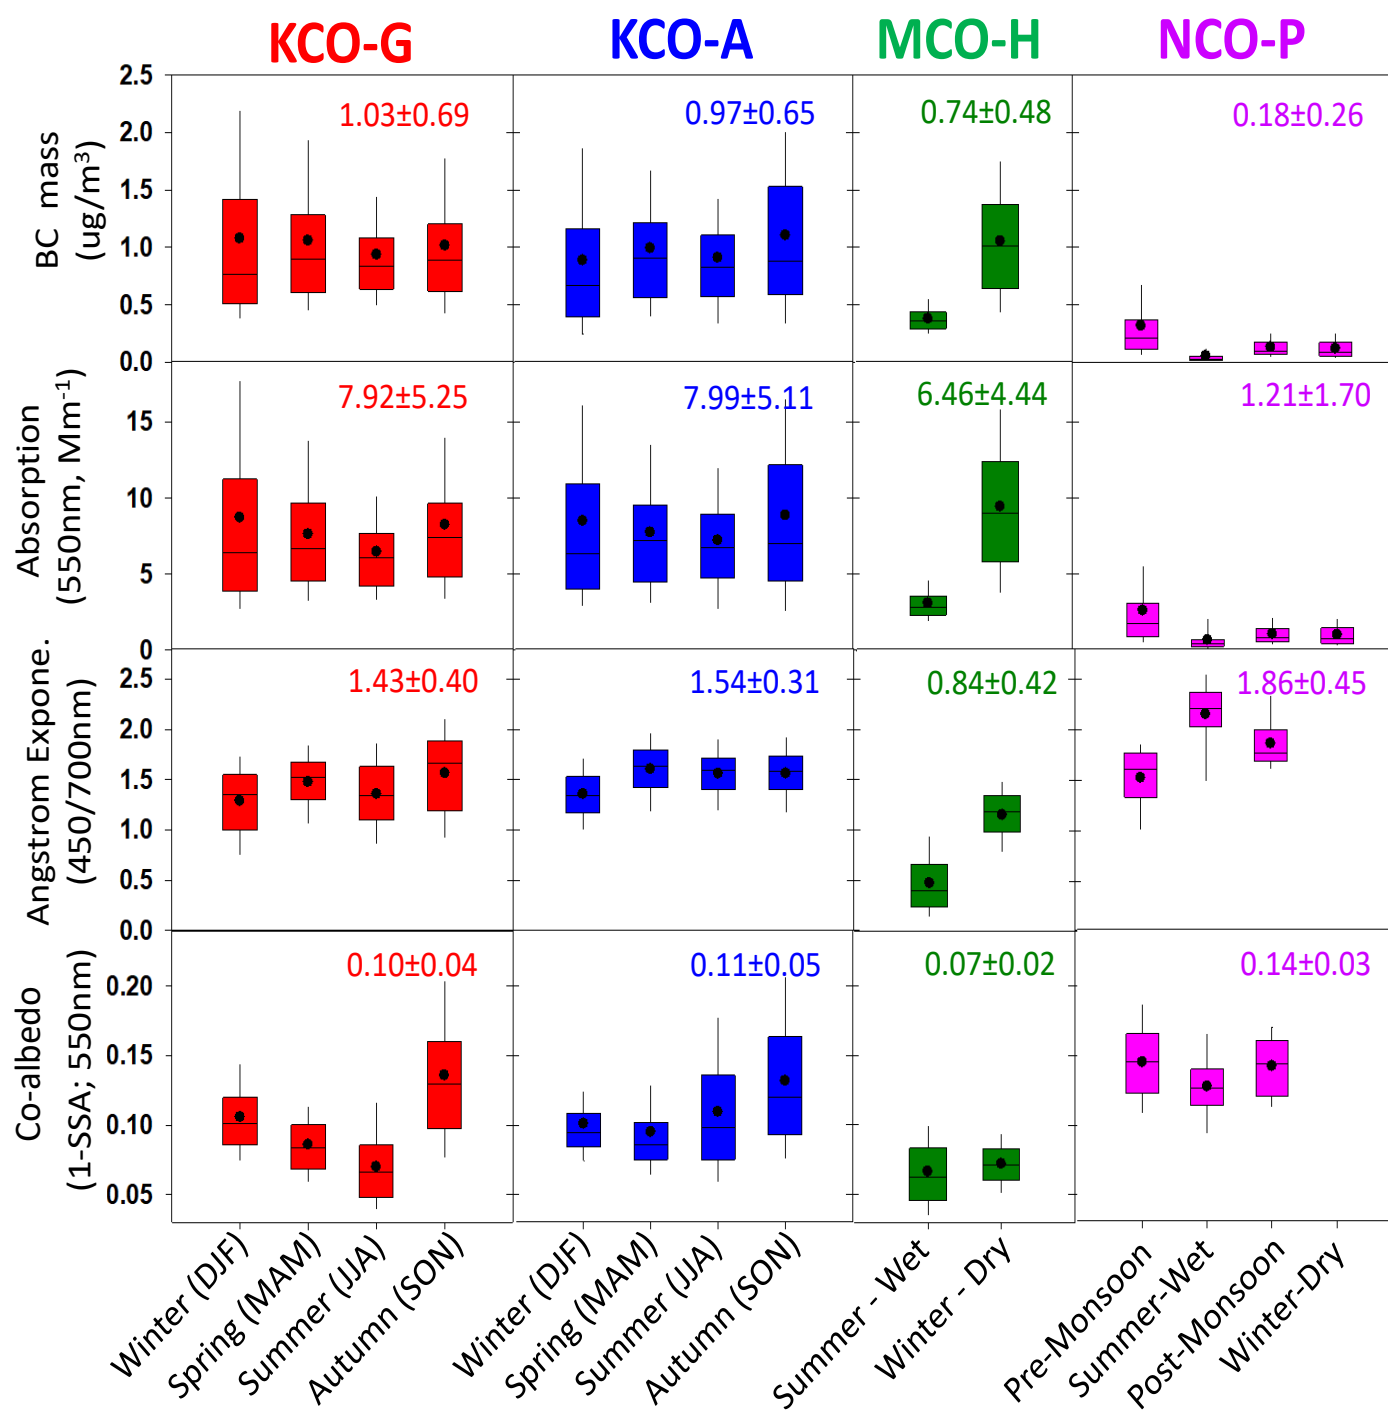 KCO-G KCO-A MCO-H NCO-P
BC mass
(ug/m³)
2.5
2.0
1.5
1.0
0.5
0.0
1.03±0.69 0.97±0.65 0.74±0.48 0.18±0.26
Absorption
(550nm, Mm⁻¹)
15
10
5
0
7.92±5.25 7.99±5.11 6.46±4.44 1.21±1.70
Angstrom Expone.
(450/700nm)
2.5
2.0
1.5
1.0
0.5
0.0
1.43±0.40 1.54±0.31 0.84±0.42 1.86±0.45
Co-albedo
(1-SSA; 550nm)
0.20
0.15
0.10
0.05
0.10±0.04 0.11±0.05 0.07±0.02 0.14±0.03
Winter (DJF)
Spring (MAM)
Summer (JJA)
Autumn (SON)
Winter (DJF)
Spring (MAM)
Summer (JJA)
Autumn (SON)
Summer - Wet
Winter - Dry
Pre-Monsoon
Summer-Wet
Post-Monsoon
Winter-Dry